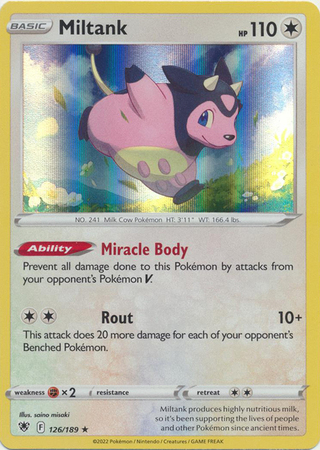 BASIC Miltank HP 110
NO. 241 Milk Cow Pokémon HT: 3'11" WT: 166.4 lbs.
Ability Miracle Body
Prevent all damage done to this Pokémon by attacks from
your opponent's Pokémon V.
Rout 10+
This attack does 20 more damage for each of your opponent's
Benched Pokémon.
weakness ×2 resistance retreat
Illus. saino misaki
F 126/189 ★
Miltank produces highly nutritious milk,
so it's been supporting the lives of people
and other Pokémon since ancient times.
©2022 Pokémon / Nintendo / Creatures / GAME FREAK